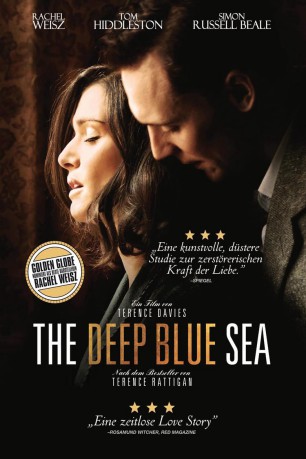 RACHEL WEISZ
TOM HIDDLESTON
SIMON RUSSELL BEALE
„Eine kunstvolle, düstere
Studie zur zerstörerischen
Kraft der Liebe.”
–SPIEGEL
GOLDEN GLOBE
RACHEL WEISZ
Ein Film von
TERENCE DAVIES
THE DEEP BLUE SEA
Nach dem Bestseller von
TERENCE RATTIGAN
„Eine zeitlose Love Story”
–ROSAMUND WITCHER, RED MAGAZINE